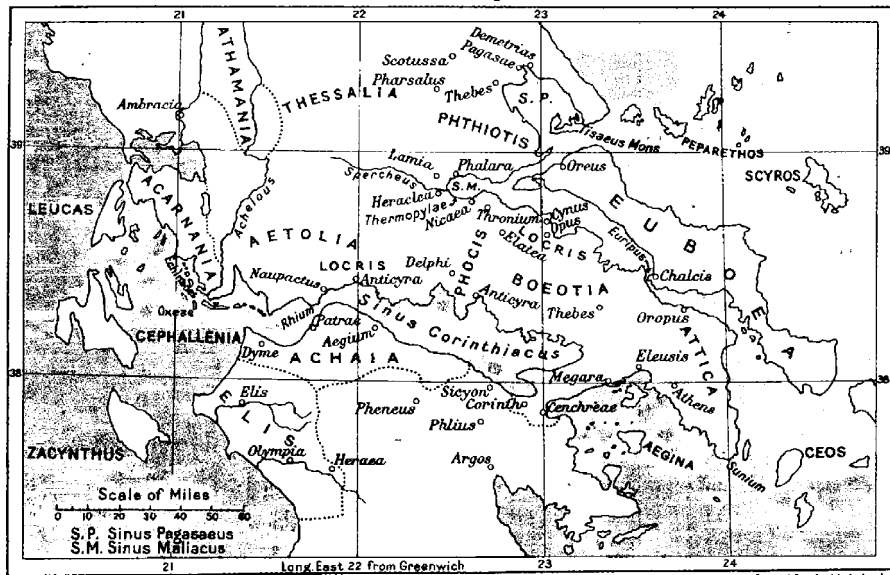 21 22 23 24
ATHAMANIA
Demetrias
Scotussa Pagasae
Pharsalus
THESSALIA Thebes S.P.
Ambracia
PHTHIOTIS
39 39
Tisaeus Mons.
PEPARETHOS
Lamia Phalara Oreus
Spercheus
SCYROS
S.M.
Heraclea
Thermopylae
Nicaea
Thronium Cynus
Opus
Elatea
LOCRIS
LEUCAS
ACARNANIA
Achelous
AETOLIA
EUBOEA
Euripus
Chalcis
Naupactus LOCRIS Anticyra
Delphi
PHOCIS
BOEOTIA
Anticyra
Thebes
Oropus
Echinades
Oxeae
CEPHALLENIA
Rhium
Patrae
Aegium
Sinus Corinthiacus
Dyme
ACHAIA
ATTICA
Eleusis
38 38
Megara
Athens
Elis
ELIS
Sicyon
Pheneus
Corinth
Cenchreae
Phlius
AEGINA
CEOS
ZACYNTHUS
Olympia
Heraea
Argos
Sunium
Scale of Miles
0 10 20 30 40 50 60
S.P. Sinus Pagasaeus
S.M. Sinus Maliacus
21 Long. East 22 from Greenwich 23 24